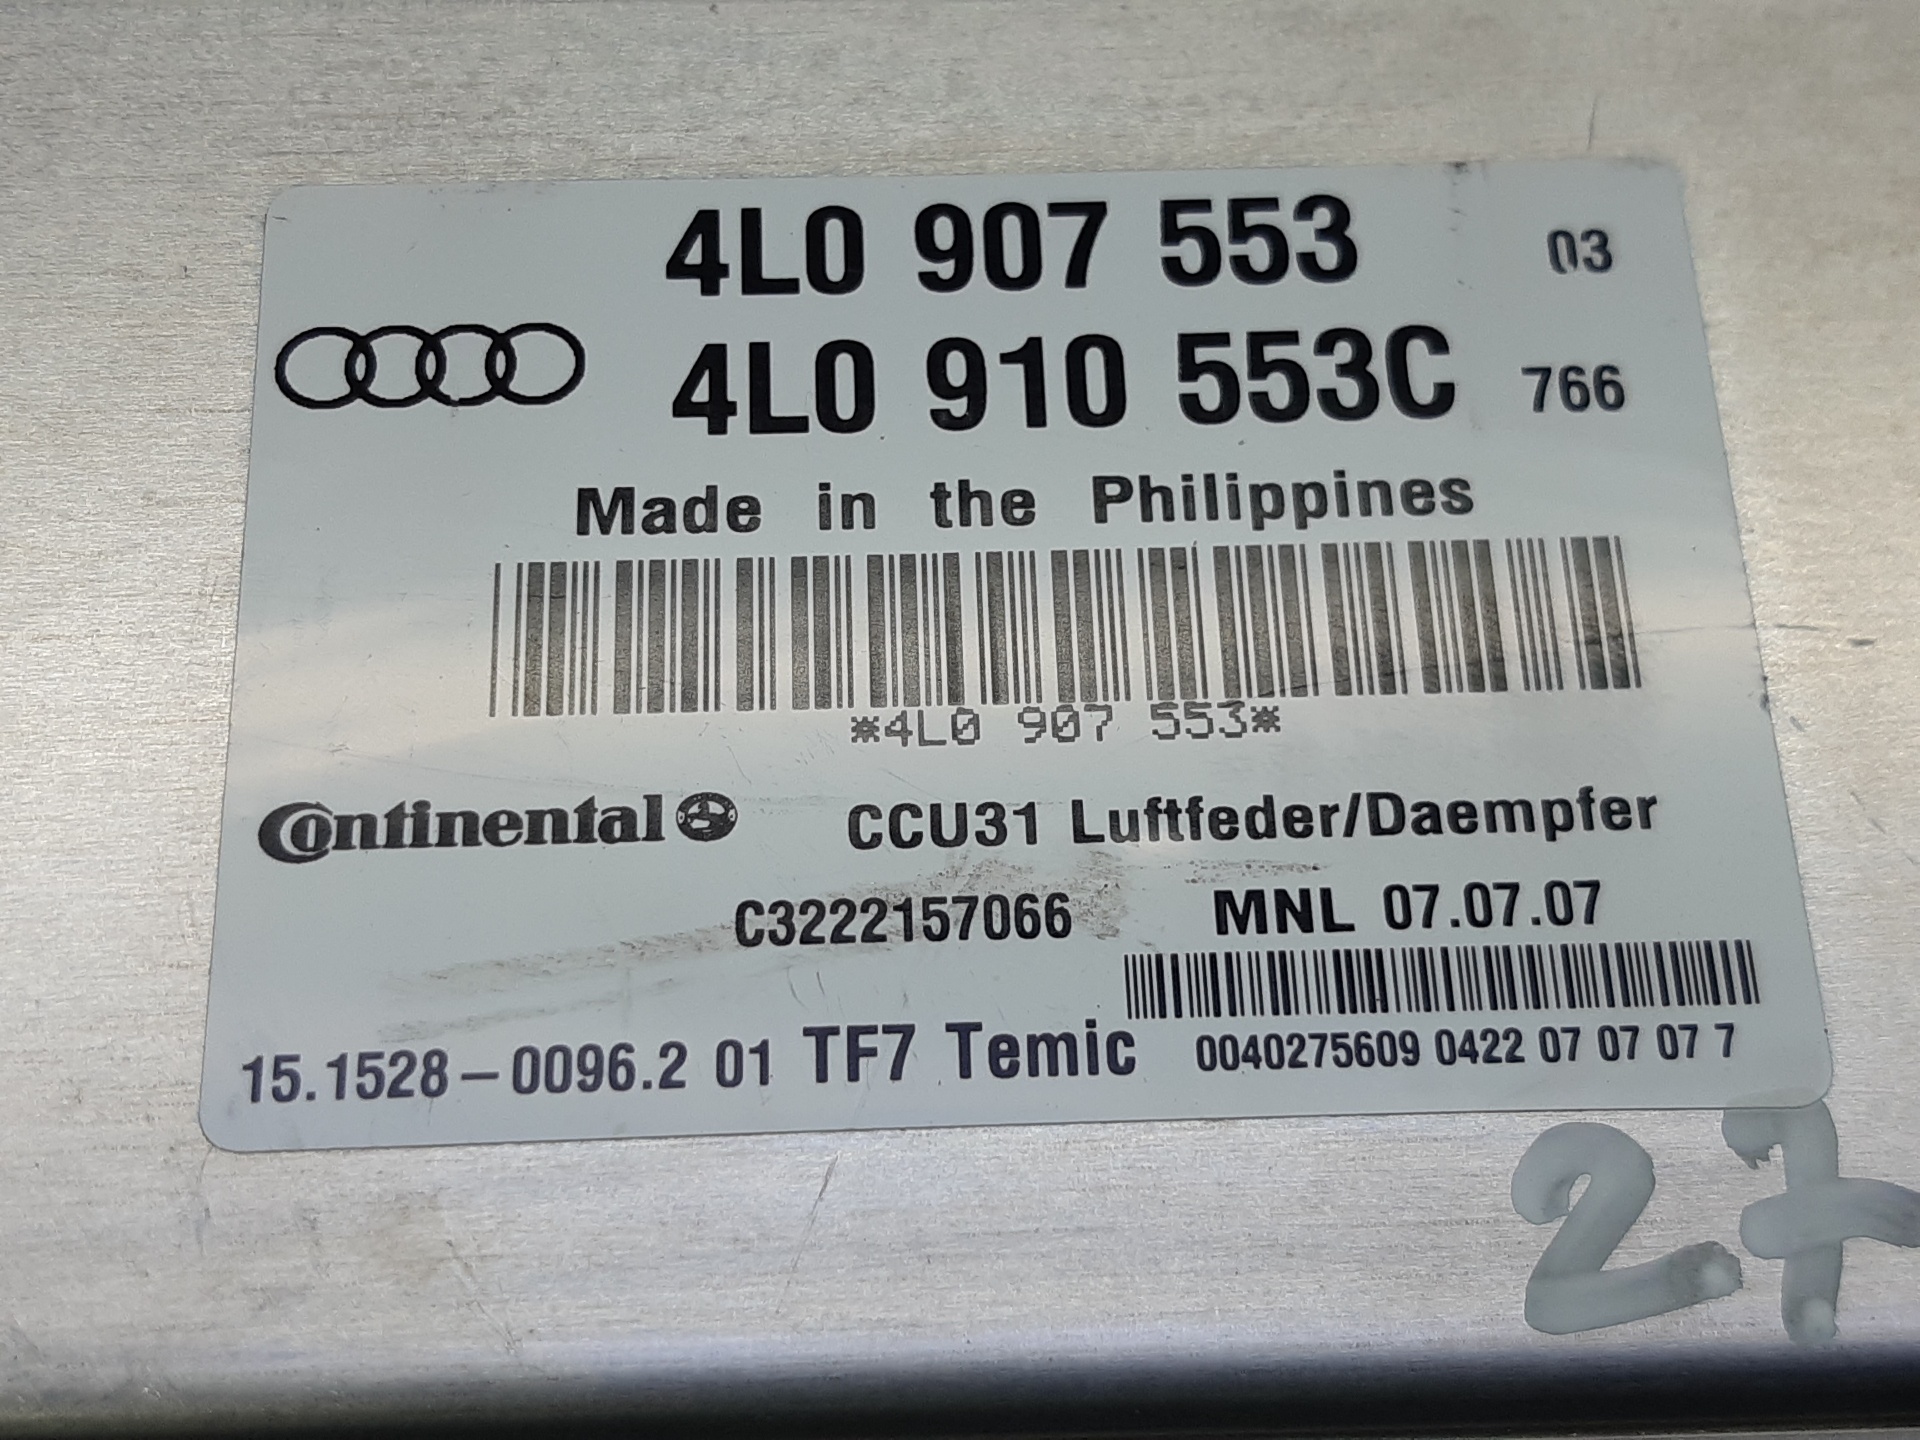 4L0 907 553 03
4L0 910 553C 766
Made in the Philippines
*4L0 907 553*
Continental CCU31 Luftfeder/Daempfer
C3222157066 MNL 07.07.07
15.1528-0096.2 01 TF7 Temic 0040275609 0422 07 07 07 7
27